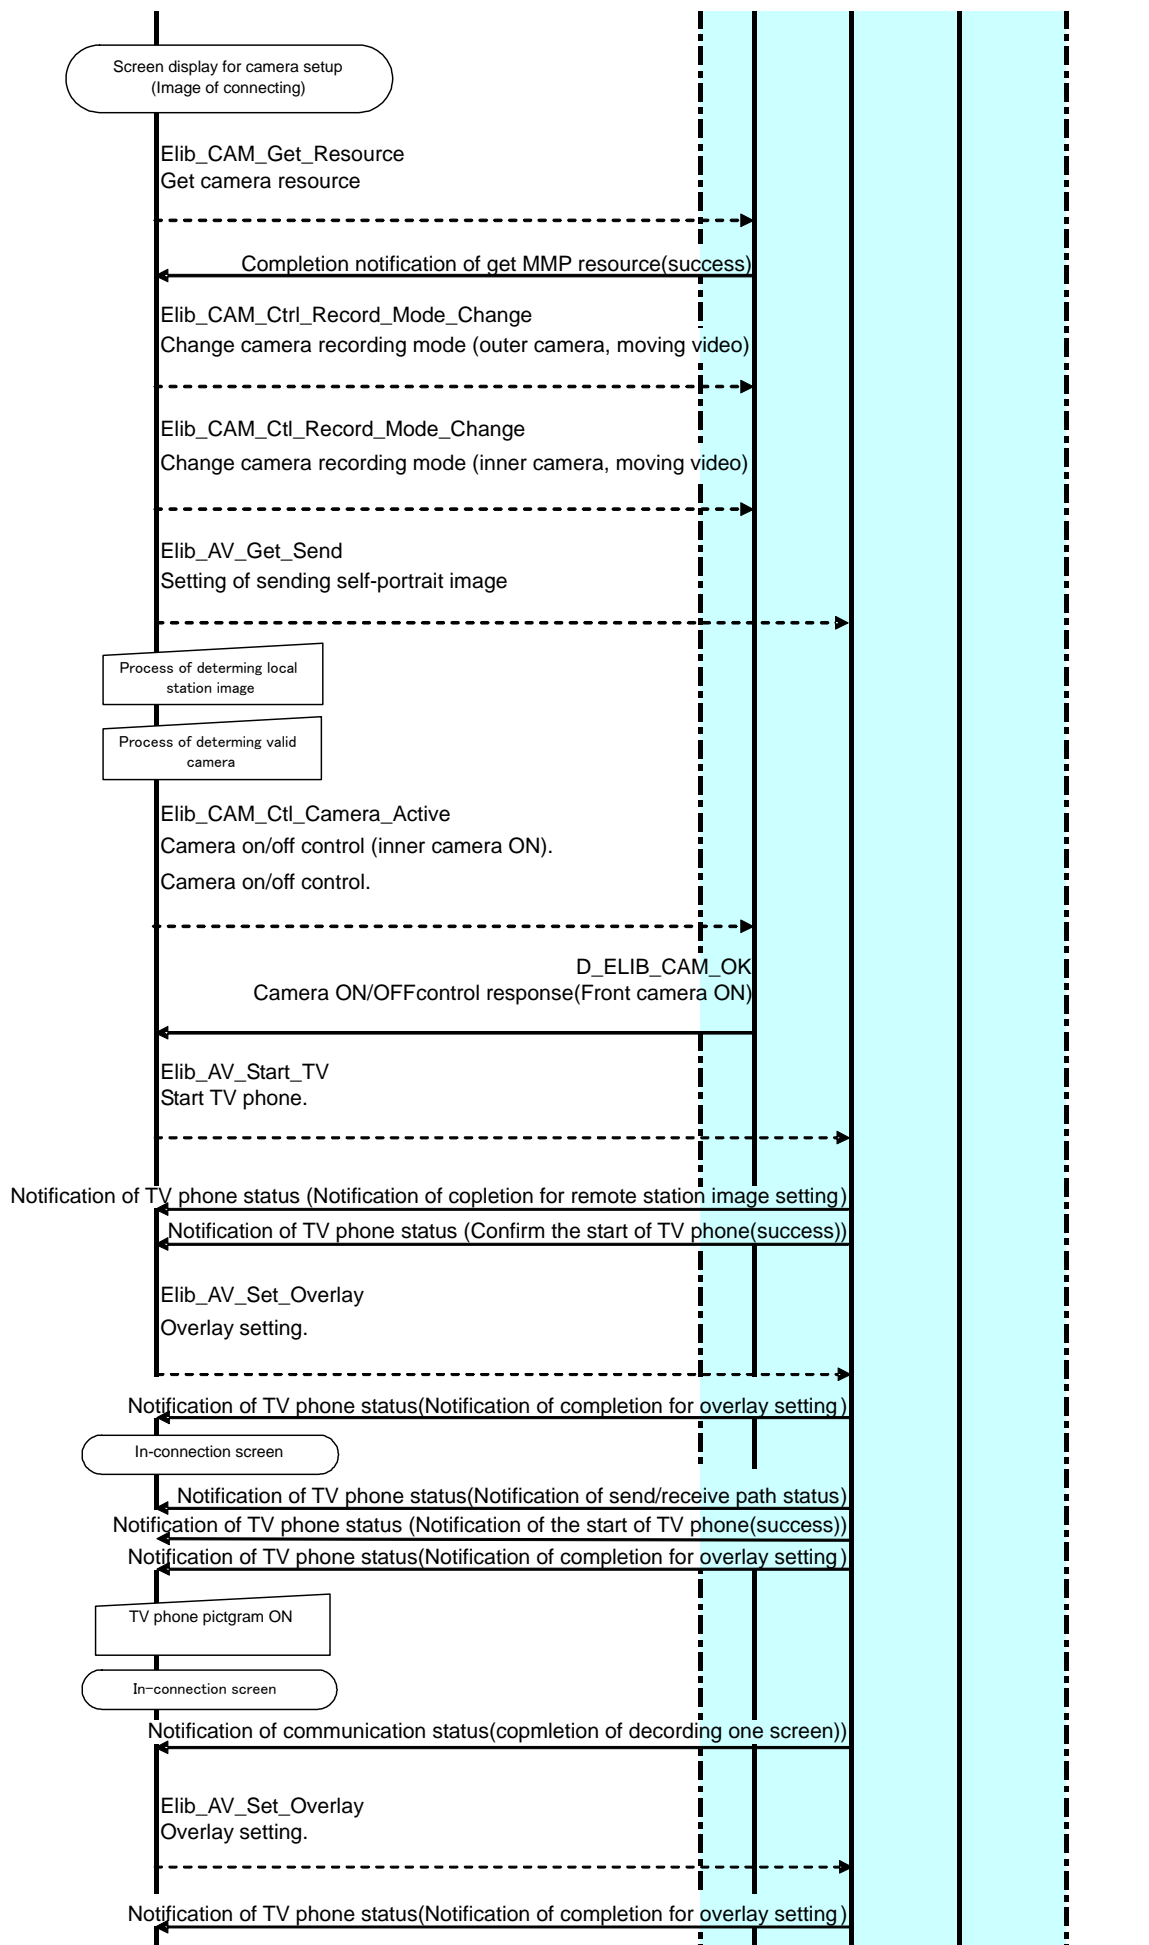 Screen display for camera setup
(Image of connecting)
Elib_CAM_Get_Resource
Get camera resource
Completion notification of get MMP resource(success)
Elib_CAM_Ctrl_Record_Mode_Change
Change camera recording mode (outer camera, moving video)
Elib_CAM_Ctl_Record_Mode_Change
Change camera recording mode (inner camera, moving video)
Elib_AV_Get_Send
Setting of sending self-portrait image
Process of determing local
station image
Process of determing valid
camera
Elib_CAM_Ctl_Camera_Active
Camera on/off control (inner camera ON).
Camera on/off control.
D_ELIB_CAM_OK
Camera ON/OFFcontrol response(Front camera ON)
Elib_AV_Start_TV
Start TV phone.
Notification of TV phone status (Notification of copletion for remote station image setting)
Notification of TV phone status (Confirm the start of TV phone(success))
Elib_AV_Set_Overlay
Overlay setting.
Notification of TV phone status(Notification of completion for overlay setting)
In-connection screen
Notification of TV phone status(Notification of send/receive path status)
Notification of TV phone status (Notification of the start of TV phone(success))
Notification of TV phone status(Notification of completion for overlay setting)
TV phone pictgram ON
In-connection screen
Notification of communication status(copmletion of decording one screen))
Elib_AV_Set_Overlay
Overlay setting.
Notification of TV phone status(Notification of completion for overlay setting)